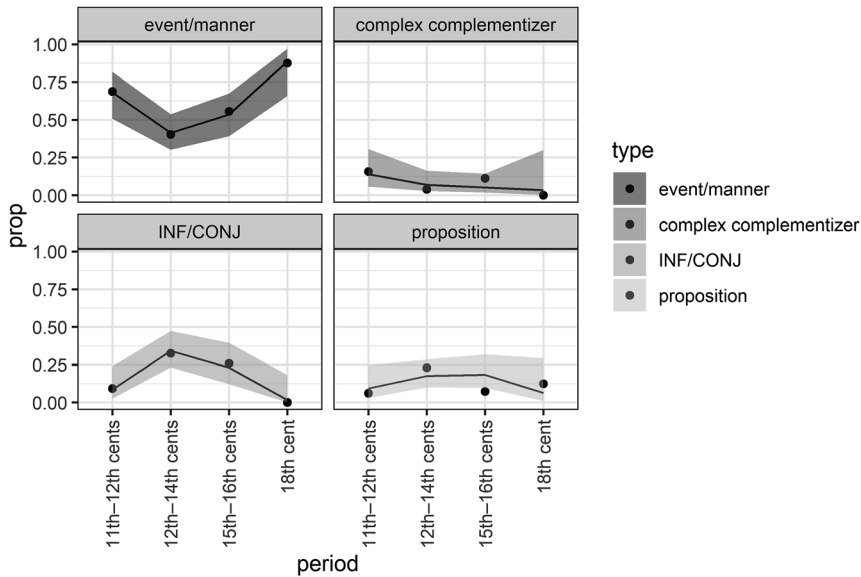 event/manner
complex complementizer
1.00
0.75
0.50
0.25
0.00
INF/CONJ
proposition
1.00
0.75
0.50
0.25
0.00
prop
11th–12th cents
12th–14th cents
15th–16th cents
18th cent
11th–12th cents
12th–14th cents
15th–16th cents
18th cent
period
type
event/manner
complex complementizer
INF/CONJ
proposition